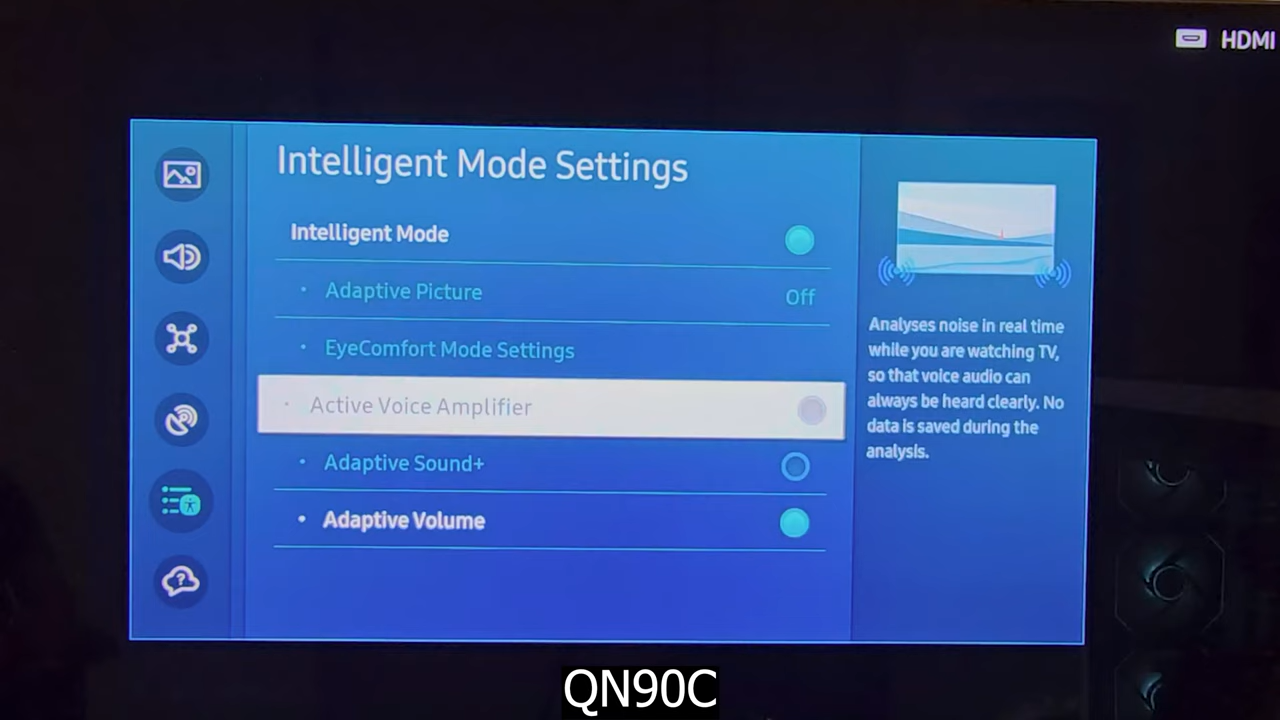 HDMI
Intelligent Mode Settings
Intelligent Mode
· Adaptive Picture Off
· EyeComfort Mode Settings
· Active Voice Amplifier
· Adaptive Sound+
· Adaptive Volume
Analyses noise in real time
while you are watching TV,
so that voice audio can
always be heard clearly. No
data is saved during the
analysis.
QN90C